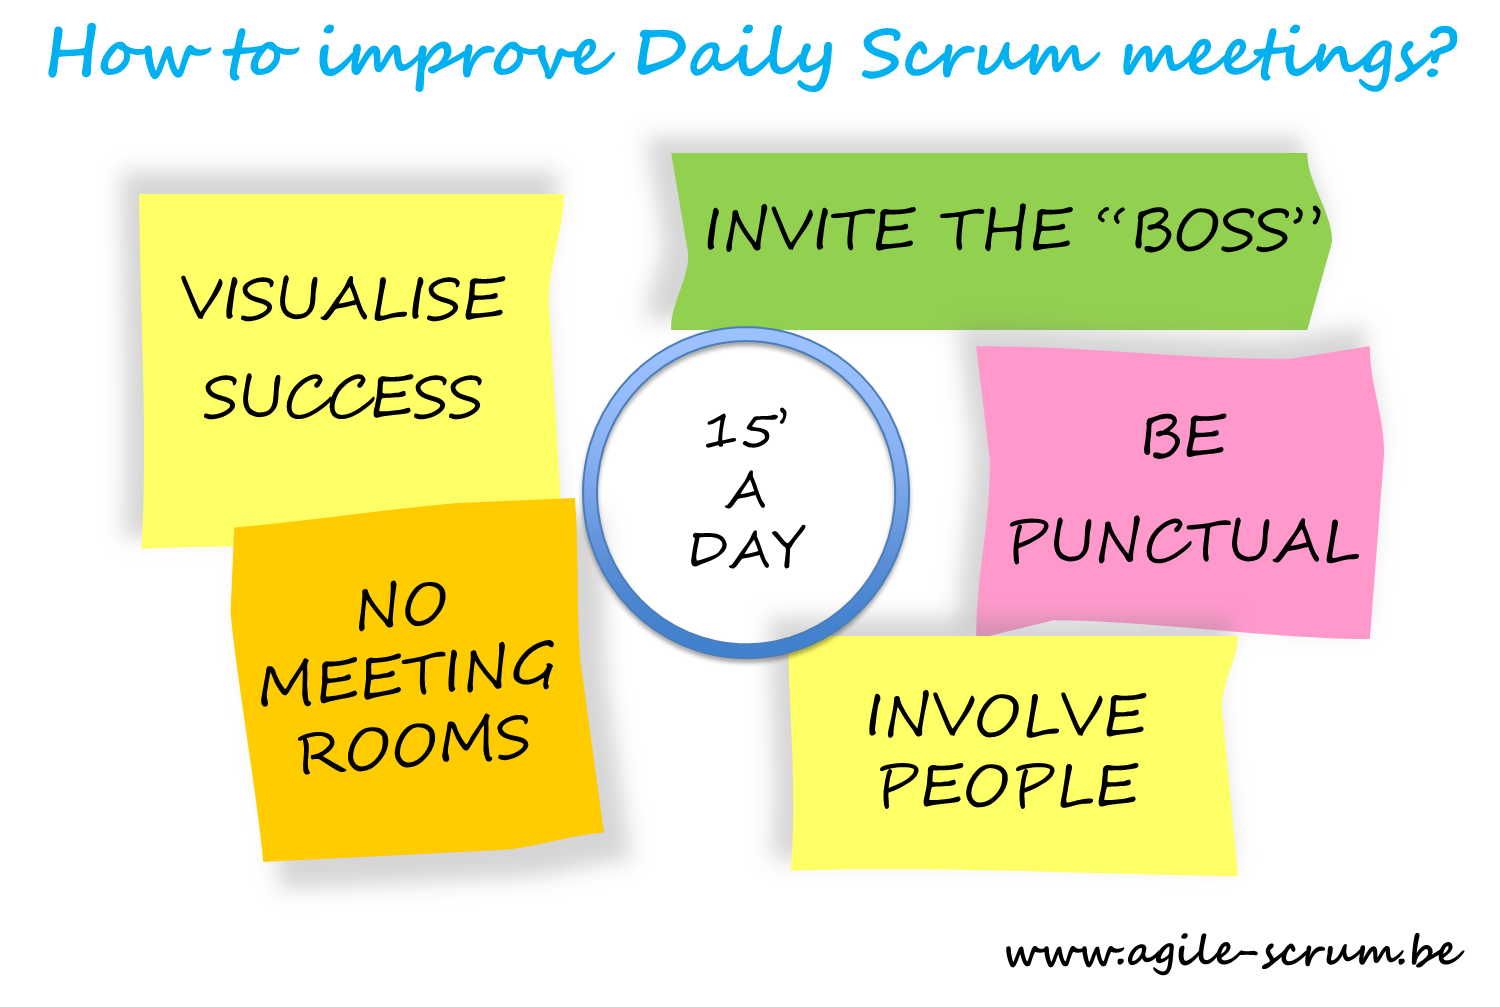 How to improve Daily Scrum meetings?
INVITE THE “BOSS”
VISUALISE
SUCCESS
15’
A
DAY
BE
PUNCTUAL
NO
MEETING
ROOMS
INVOLVE
PEOPLE
www.agile-scrum.be